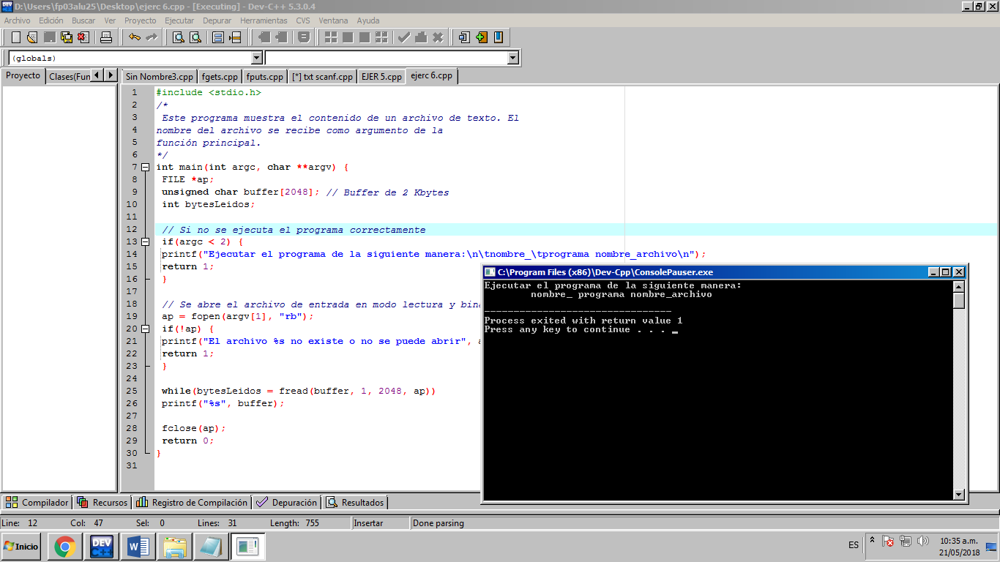 D:\Users\fp03alu25\Desktop\ejerc 6.cpp - [Executing] - Dev-C++ 5.3.0.4
Archivo Edición Buscar Ver Proyecto Ejecutar Depurar Herramientas CVS Ventana Ayuda
(globals)
Proyecto Clases(Fun Sin Nombre3.cpp fgets.cpp fputs.cpp [*] txt scanf.cpp EJER 5.cpp ejerc 6.cpp
1 #include <stdio.h>
2 /*
3 Este programa muestra el contenido de un archivo de texto. El
4 nombre del archivo se recibe como argumento de la
5 función principal.
6 */
7 int main(int argc, char **argv) {
8 FILE *ap;
9 unsigned char buffer[2048]; // Buffer de 2 Kbytes
10 int bytesLeidos;
11
12 // Si no se ejecuta el programa correctamente
13 if(argc < 2) {
14 printf("Ejecutar el programa de la siguiente manera:\n\tnombre_\tprograma nombre_archivo\n");
15 return 1;
16 }
17
18 // Se abre el archivo de entrada en modo lectura y bin
19 ap = fopen(argv[1], "rb");
20 if(!ap) {
21 printf("El archivo %s no existe o no se puede abrir", a
22 return 1;
23 }
24
25 while(bytesLeidos = fread(buffer, 1, 2048, ap))
26 printf("%s", buffer);
27
28 fclose(ap);
29 return 0;
30 }
31
C:\Program Files (x86)\Dev-Cpp\ConsolePauser.exe
Ejecutar el programa de la siguiente manera:
nombre_ programa nombre_archivo
--------------------------------
Process exited with return value 1
Press any key to continue . . . _
Compilador Recursos Registro de Compilación Depuración Resultados
Line: 12 Col: 47 Sel: 0 Lines: 31 Length: 755 Insertar Done parsing
Inicio DEV C++ W ES 10:35 a.m.
21/05/2018